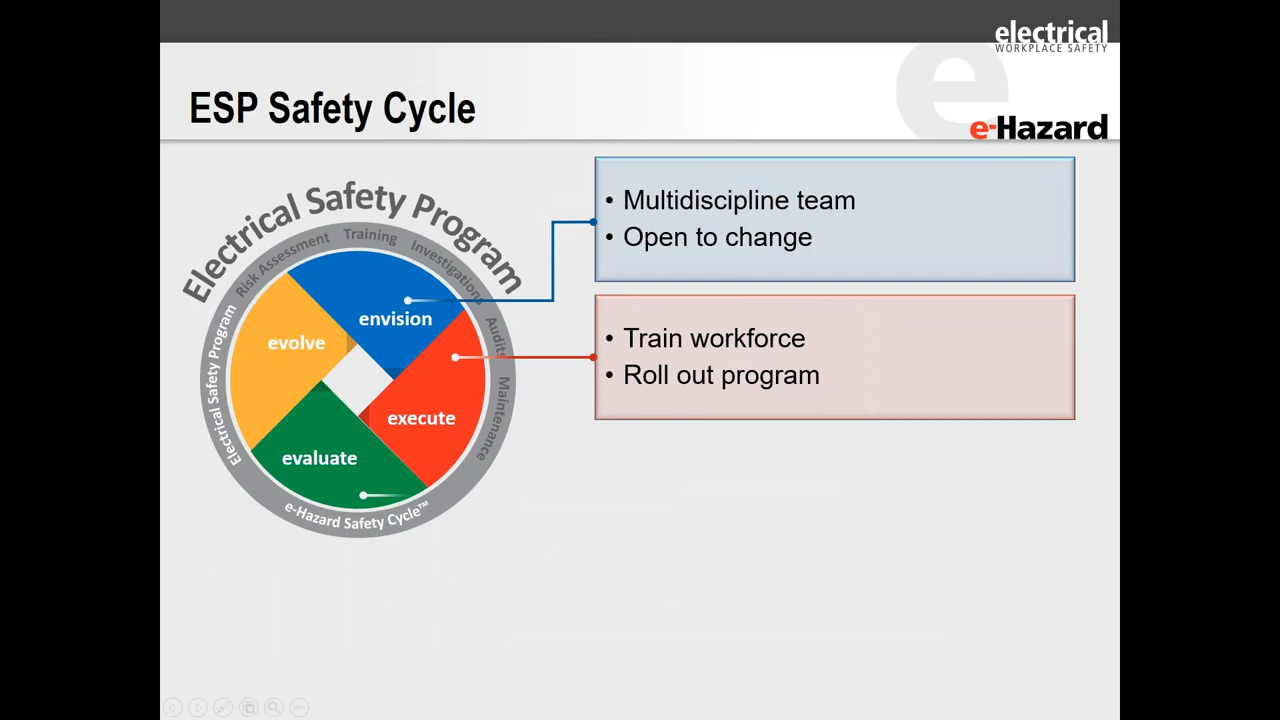 electrical
WORKPLACE SAFETY
e
ESP Safety Cycle
e-Hazard
Electrical Safety Program
Risk Assessment
Training
Investigations
Audits
Maintenance
Electrical Safety Program
e-Hazard Safety Cycle™
envision
evolve
execute
evaluate
• Multidiscipline team
• Open to change
• Train workforce
• Roll out program